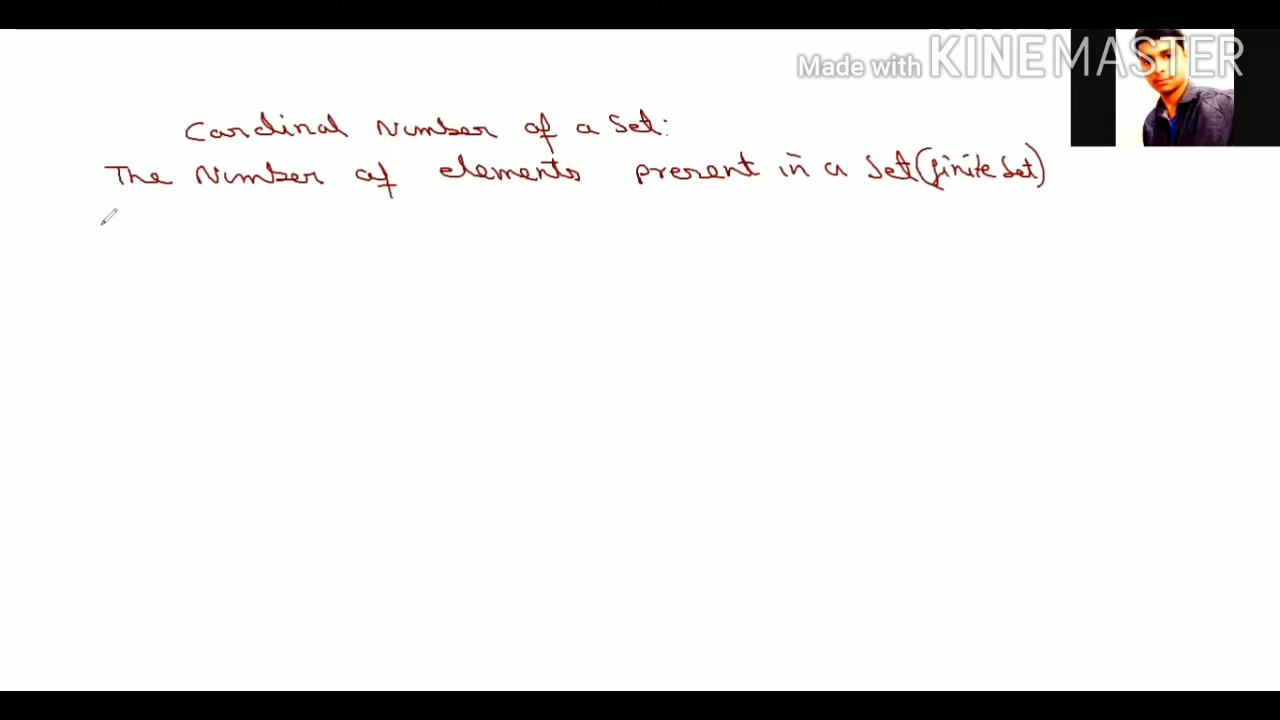 Made with KINEMASTER
Cardinal Number of a Set:
The Number of elements present in a Set (finite Set)